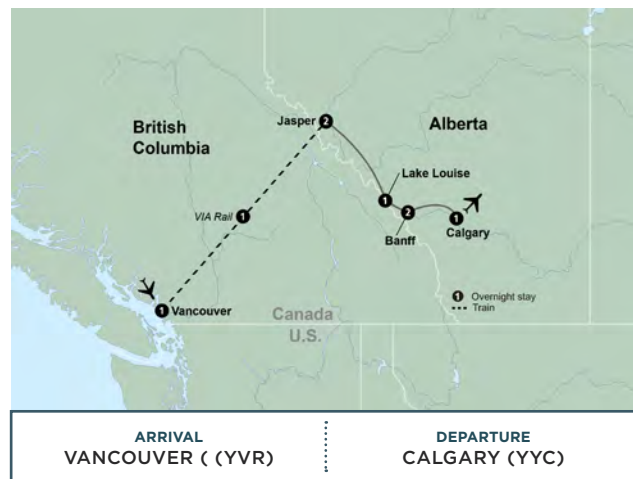 British
Columbia
Jasper
2
Alberta
Lake Louise
1
2
Banff
1
Calgary
VIA Rail
1
1
Vancouver
Canada
U.S.
1 Overnight stay
Train
ARRIVAL
VANCOUVER ( (YVR)
DEPARTURE
CALGARY (YYC)